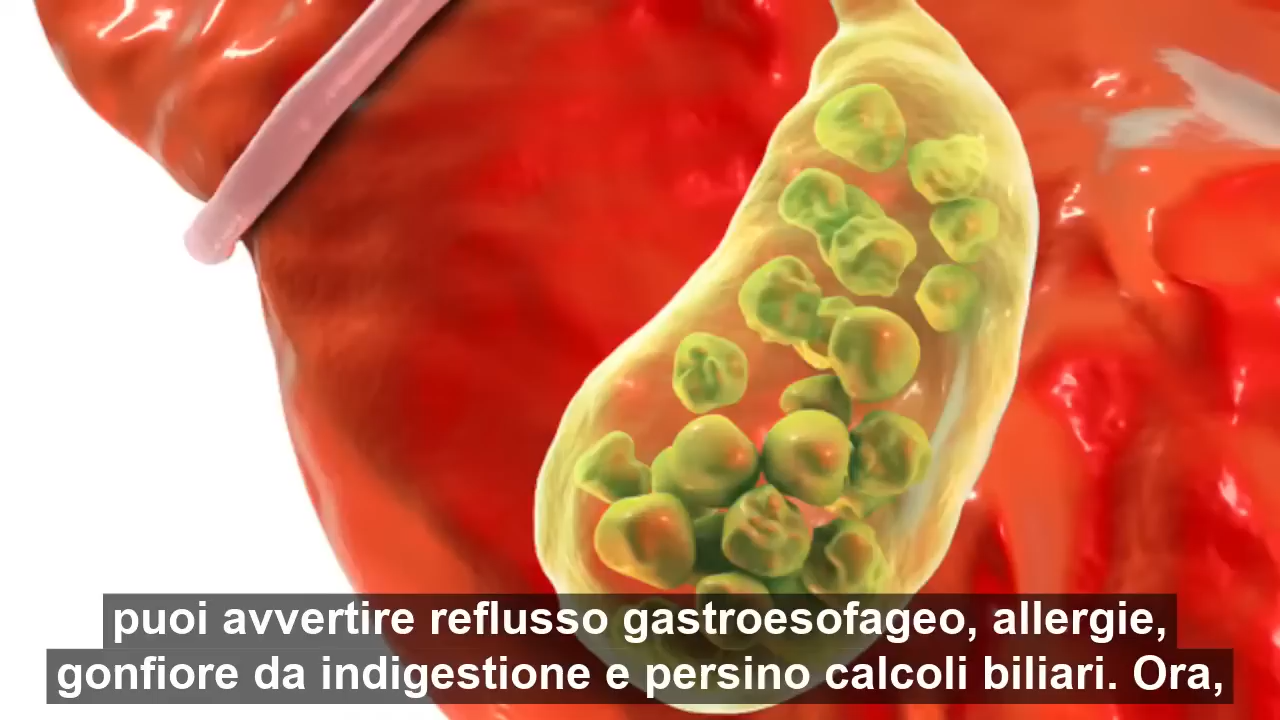 puoi avvertire reflusso gastroesofageo, allergie,
gonfiore da indigestione e persino calcoli biliari. Ora,